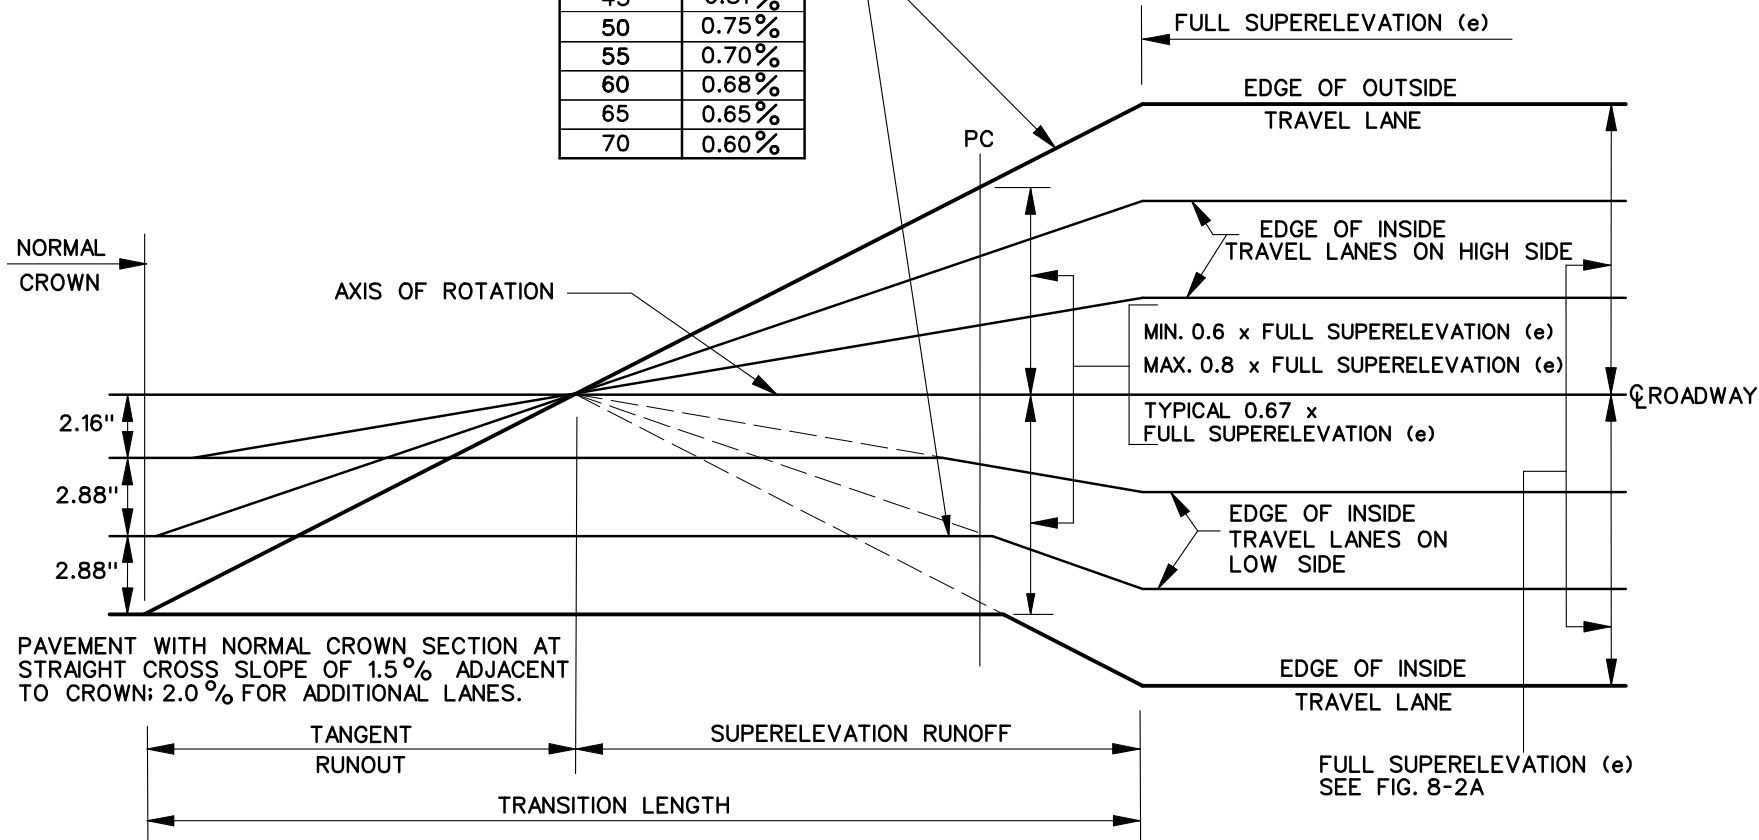 50 0.75%
55 0.70%
60 0.68%
65 0.65%
70 0.60%
FULL SUPERELEVATION (e)
EDGE OF OUTSIDE
TRAVEL LANE
PC
NORMAL
CROWN
AXIS OF ROTATION
EDGE OF INSIDE
TRAVEL LANES ON HIGH SIDE
MIN. 0.6 x FULL SUPERELEVATION (e)
MAX. 0.8 x FULL SUPERELEVATION (e)
TYPICAL 0.67 x
FULL SUPERELEVATION (e)
℄ ROADWAY
2.16"
2.88"
2.88"
EDGE OF INSIDE
TRAVEL LANES ON
LOW SIDE
PAVEMENT WITH NORMAL CROWN SECTION AT
STRAIGHT CROSS SLOPE OF 1.5% ADJACENT
TO CROWN; 2.0% FOR ADDITIONAL LANES.
EDGE OF INSIDE
TRAVEL LANE
TANGENT
RUNOUT
SUPERELEVATION RUNOFF
FULL SUPERELEVATION (e)
SEE FIG. 8-2A
TRANSITION LENGTH